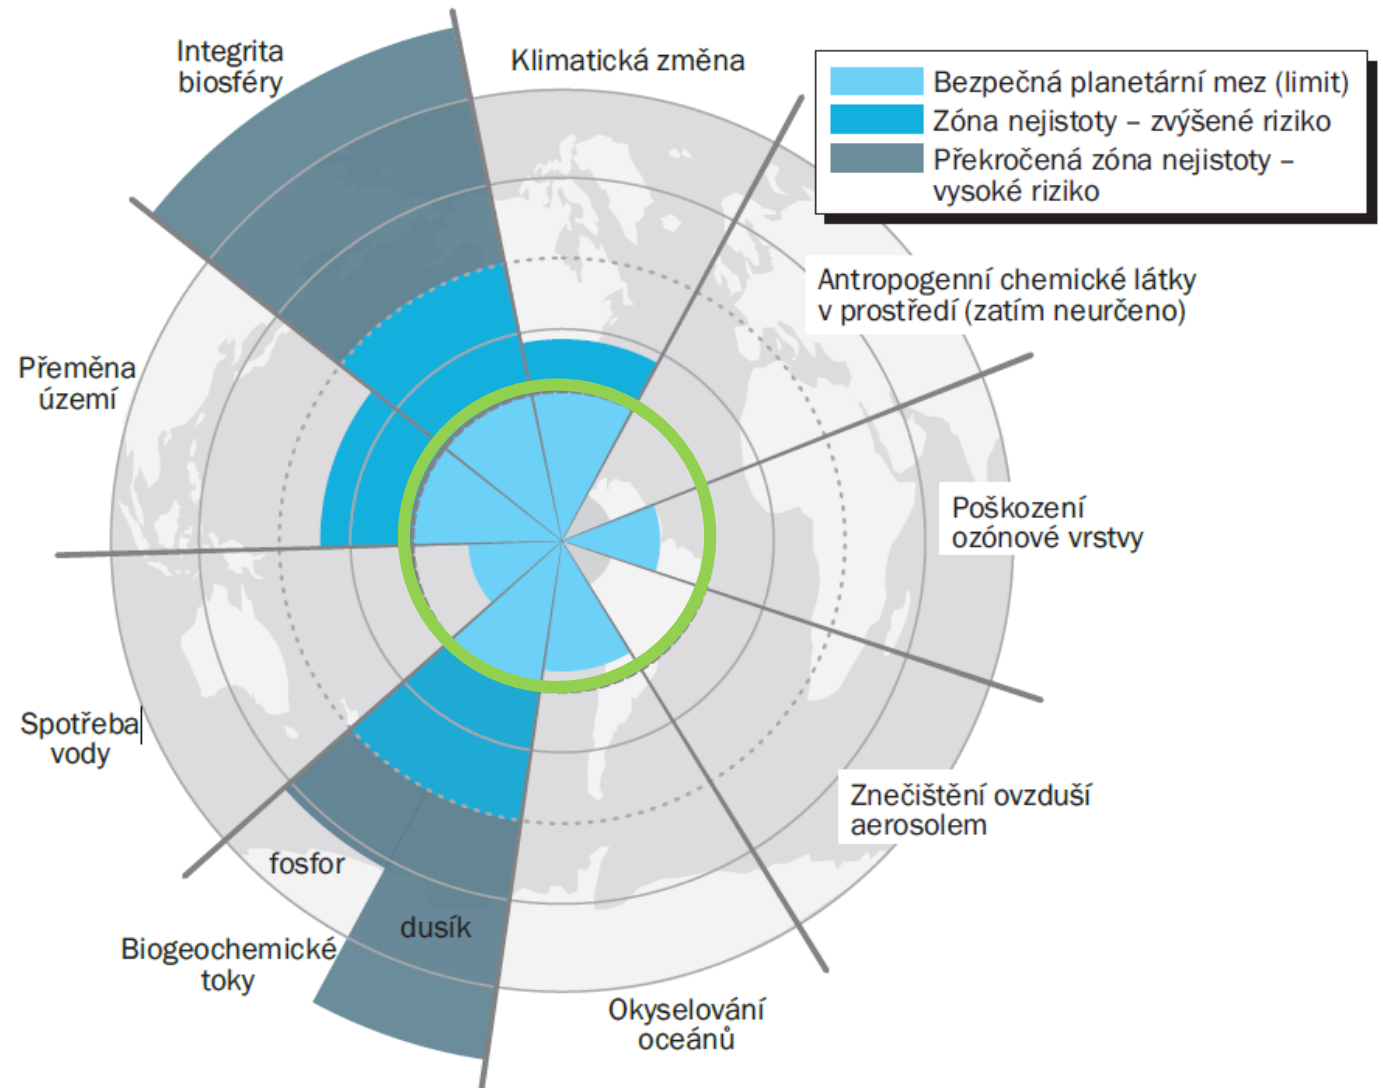 Integrita
biosféry
Klimatická změna
Bezpečná planetární mez (limit)
Zóna nejistoty – zvýšené riziko
Překročená zóna nejistoty –
vysoké riziko
Antropogenní chemické látky
v prostředí (zatím neurčeno)
Přeměna
území
Poškození
ozónové vrstvy
Spotřeba
vody
Znečištění ovzduší
aerosolem
fosfor
dusík
Biogeochemické
toky
Okyselování
oceánů